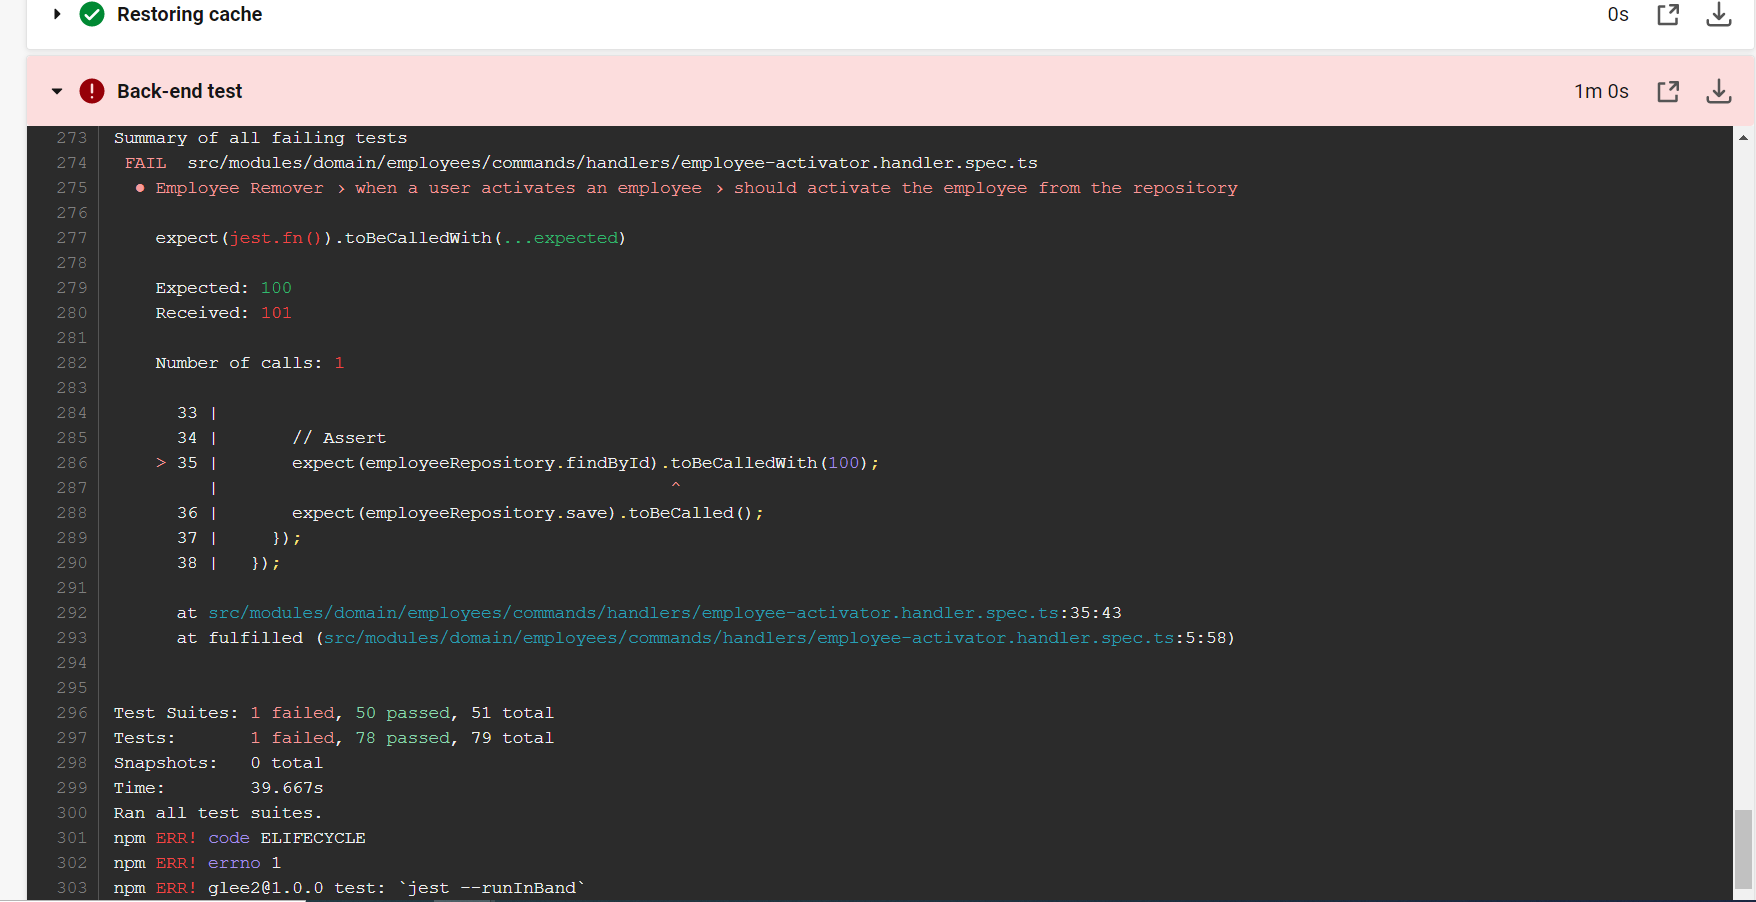 Restoring cache 0s
Back-end test 1m 0s
273 Summary of all failing tests
274 FAIL src/modules/domain/employees/commands/handlers/employee-activator.handler.spec.ts
275 ● Employee Remover › when a user activates an employee › should activate the employee from the repository
276
277 expect(jest.fn()).toBeCalledWith(...expected)
278
279 Expected: 100
280 Received: 101
281
282 Number of calls: 1
283
284 33 |
285 34 | // Assert
286 > 35 | expect(employeeRepository.findById).toBeCalledWith(100);
287 | ^
288 36 | expect(employeeRepository.save).toBeCalled();
289 37 | });
290 38 | });
291
292 at src/modules/domain/employees/commands/handlers/employee-activator.handler.spec.ts:35:43
293 at fulfilled (src/modules/domain/employees/commands/handlers/employee-activator.handler.spec.ts:5:58)
294
295
296 Test Suites: 1 failed, 50 passed, 51 total
297 Tests: 1 failed, 78 passed, 79 total
298 Snapshots: 0 total
299 Time: 39.667s
300 Ran all test suites.
301 npm ERR! code ELIFECYCLE
302 npm ERR! errno 1
303 npm ERR! glee2@1.0.0 test: `jest --runInBand`